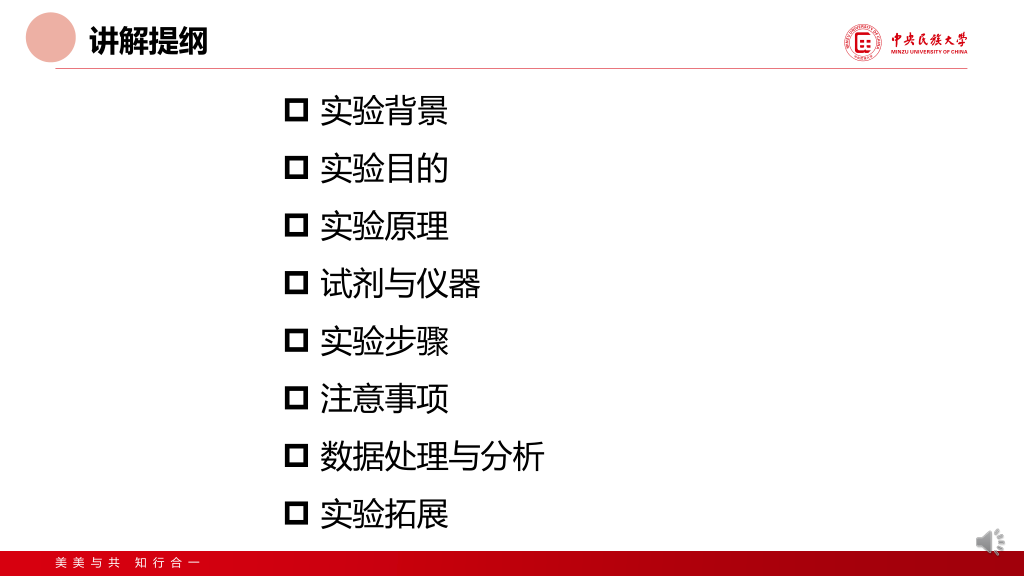 讲解提纲
中央民族大学
MINZU UNIVERSITY OF CHINA
实验背景
实验目的
实验原理
试剂与仪器
实验步骤
注意事项
数据处理与分析
实验拓展
美美与共 知行合一